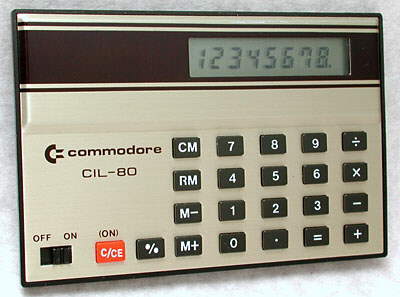 12345678.
commodore
CIL-80
CM 7 8 9 ÷
RM 4 5 6 ×
M- 1 2 3 -
OFF ON (ON)
C/CE % M+ 0 · = +